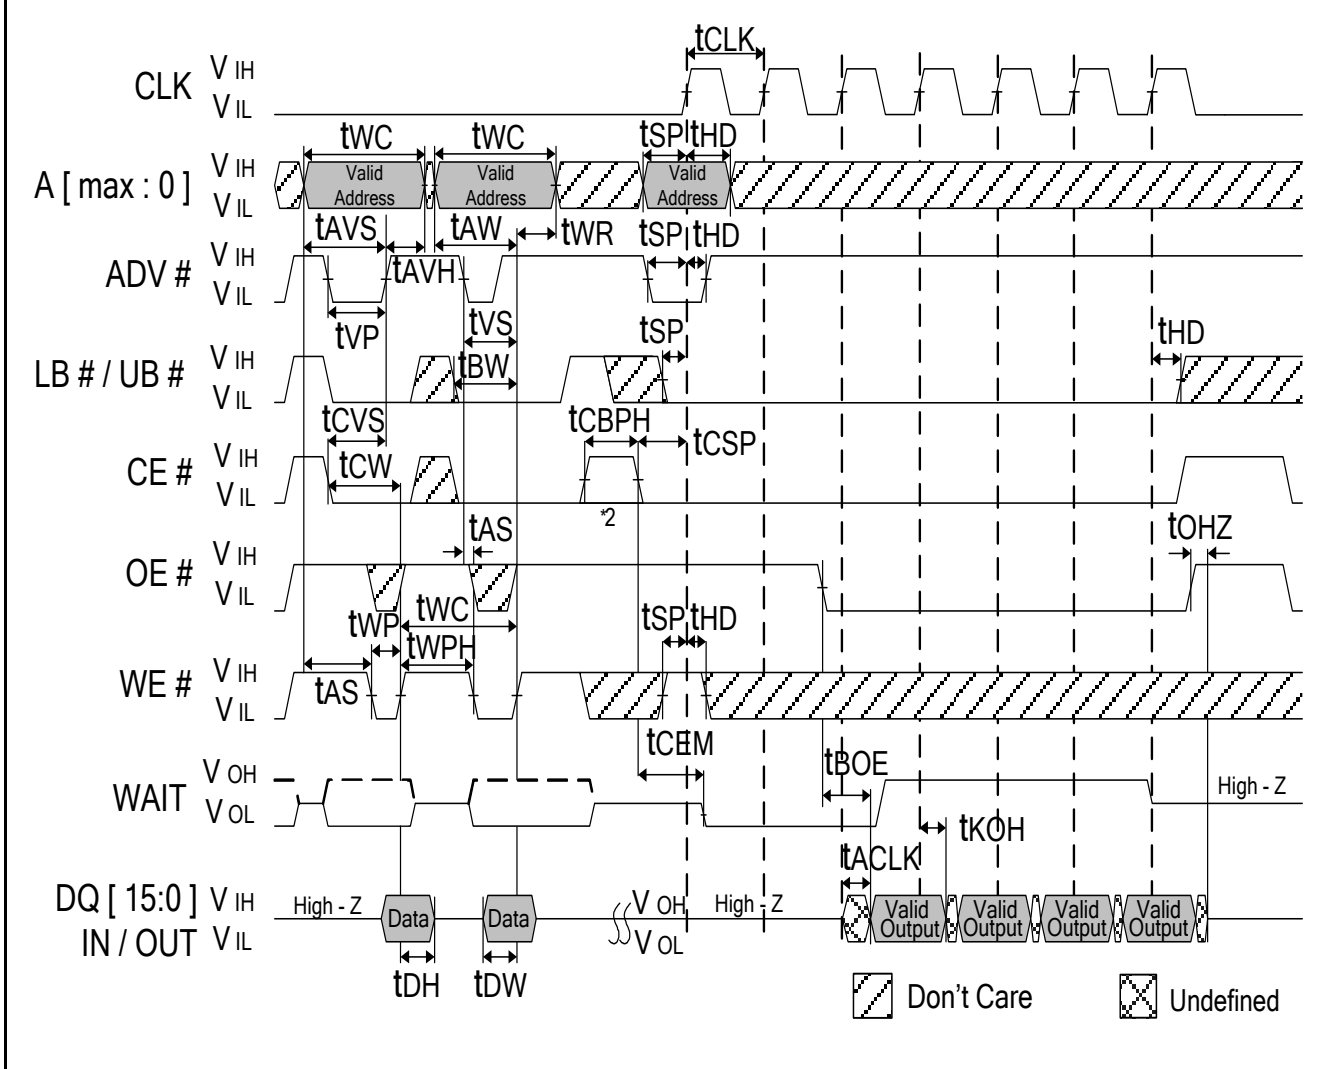 tCLK
CLK V IH
V IL
tWC tWC tSP tHD
A [ max : 0 ] V IH Valid Valid Valid
V IL Address Address Address
tAVS tAW tWR tSP tHD
ADV # V IH
tAVH
V IL
tVP tVS tSP tHD
LB # / UB # V IH
tBW
V IL
tCVS tCBPH tCSP
CE # V IH tCW
V IL
*2
tAS tOHZ
OE # V IH
V IL
tWP tWC tSP tHD
tWPH
WE # V IH
tAS
V IL
tCEM tBOE
WAIT V OH High - Z
V OL
tKOH
tACLK
DQ [ 15:0 ] V IH High - Z Data Data V OH High - Z Valid Valid Valid Valid
Output Output Output Output
IN / OUT V IL V OL
tDH tDW
Don't Care Undefined